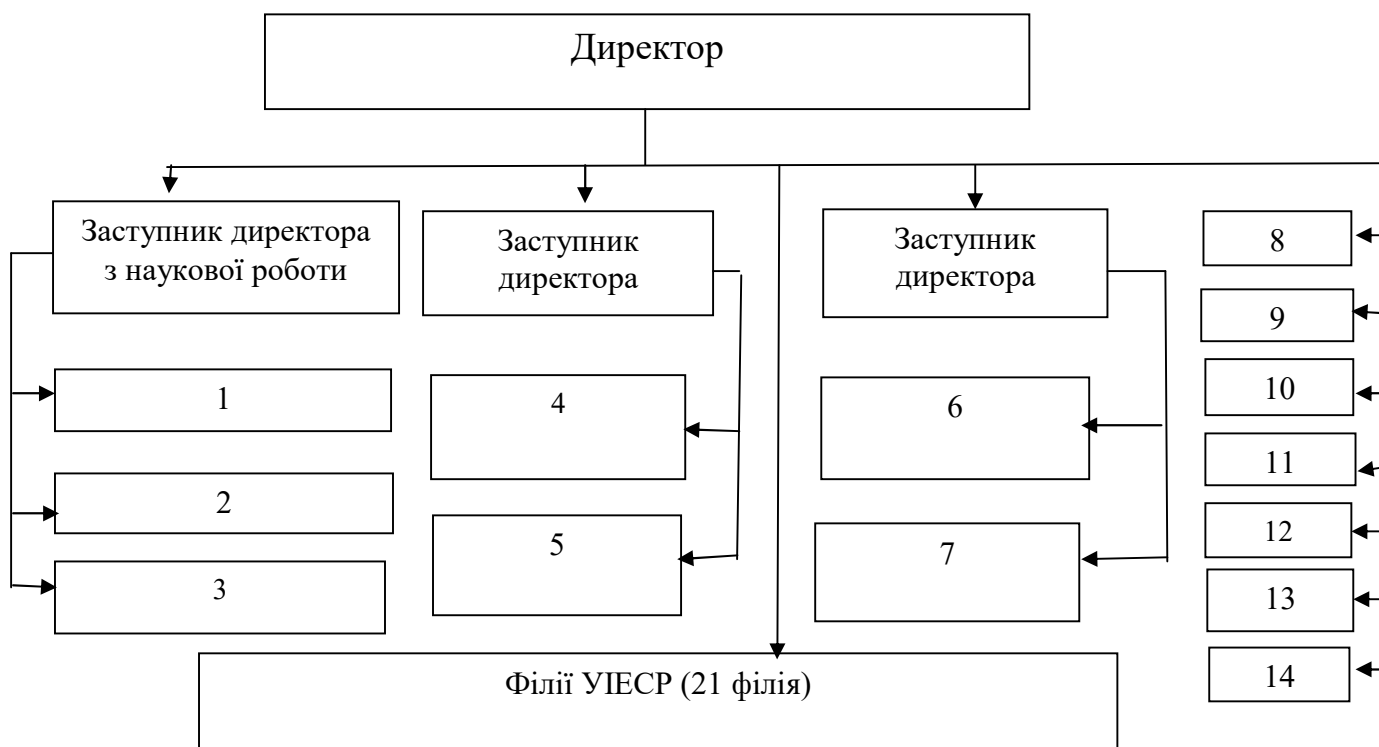 Директор
Заступник директора
з наукової роботи
Заступник
директора
Заступник
директора
1
2
3
4
5
6
7
8
9
10
11
12
13
14
Філії УІЕСР (21 філія)